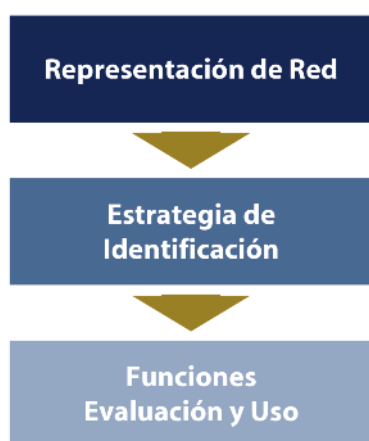 Representación de Red
Estrategia de
Identificación
Funciones
Evaluación y Uso